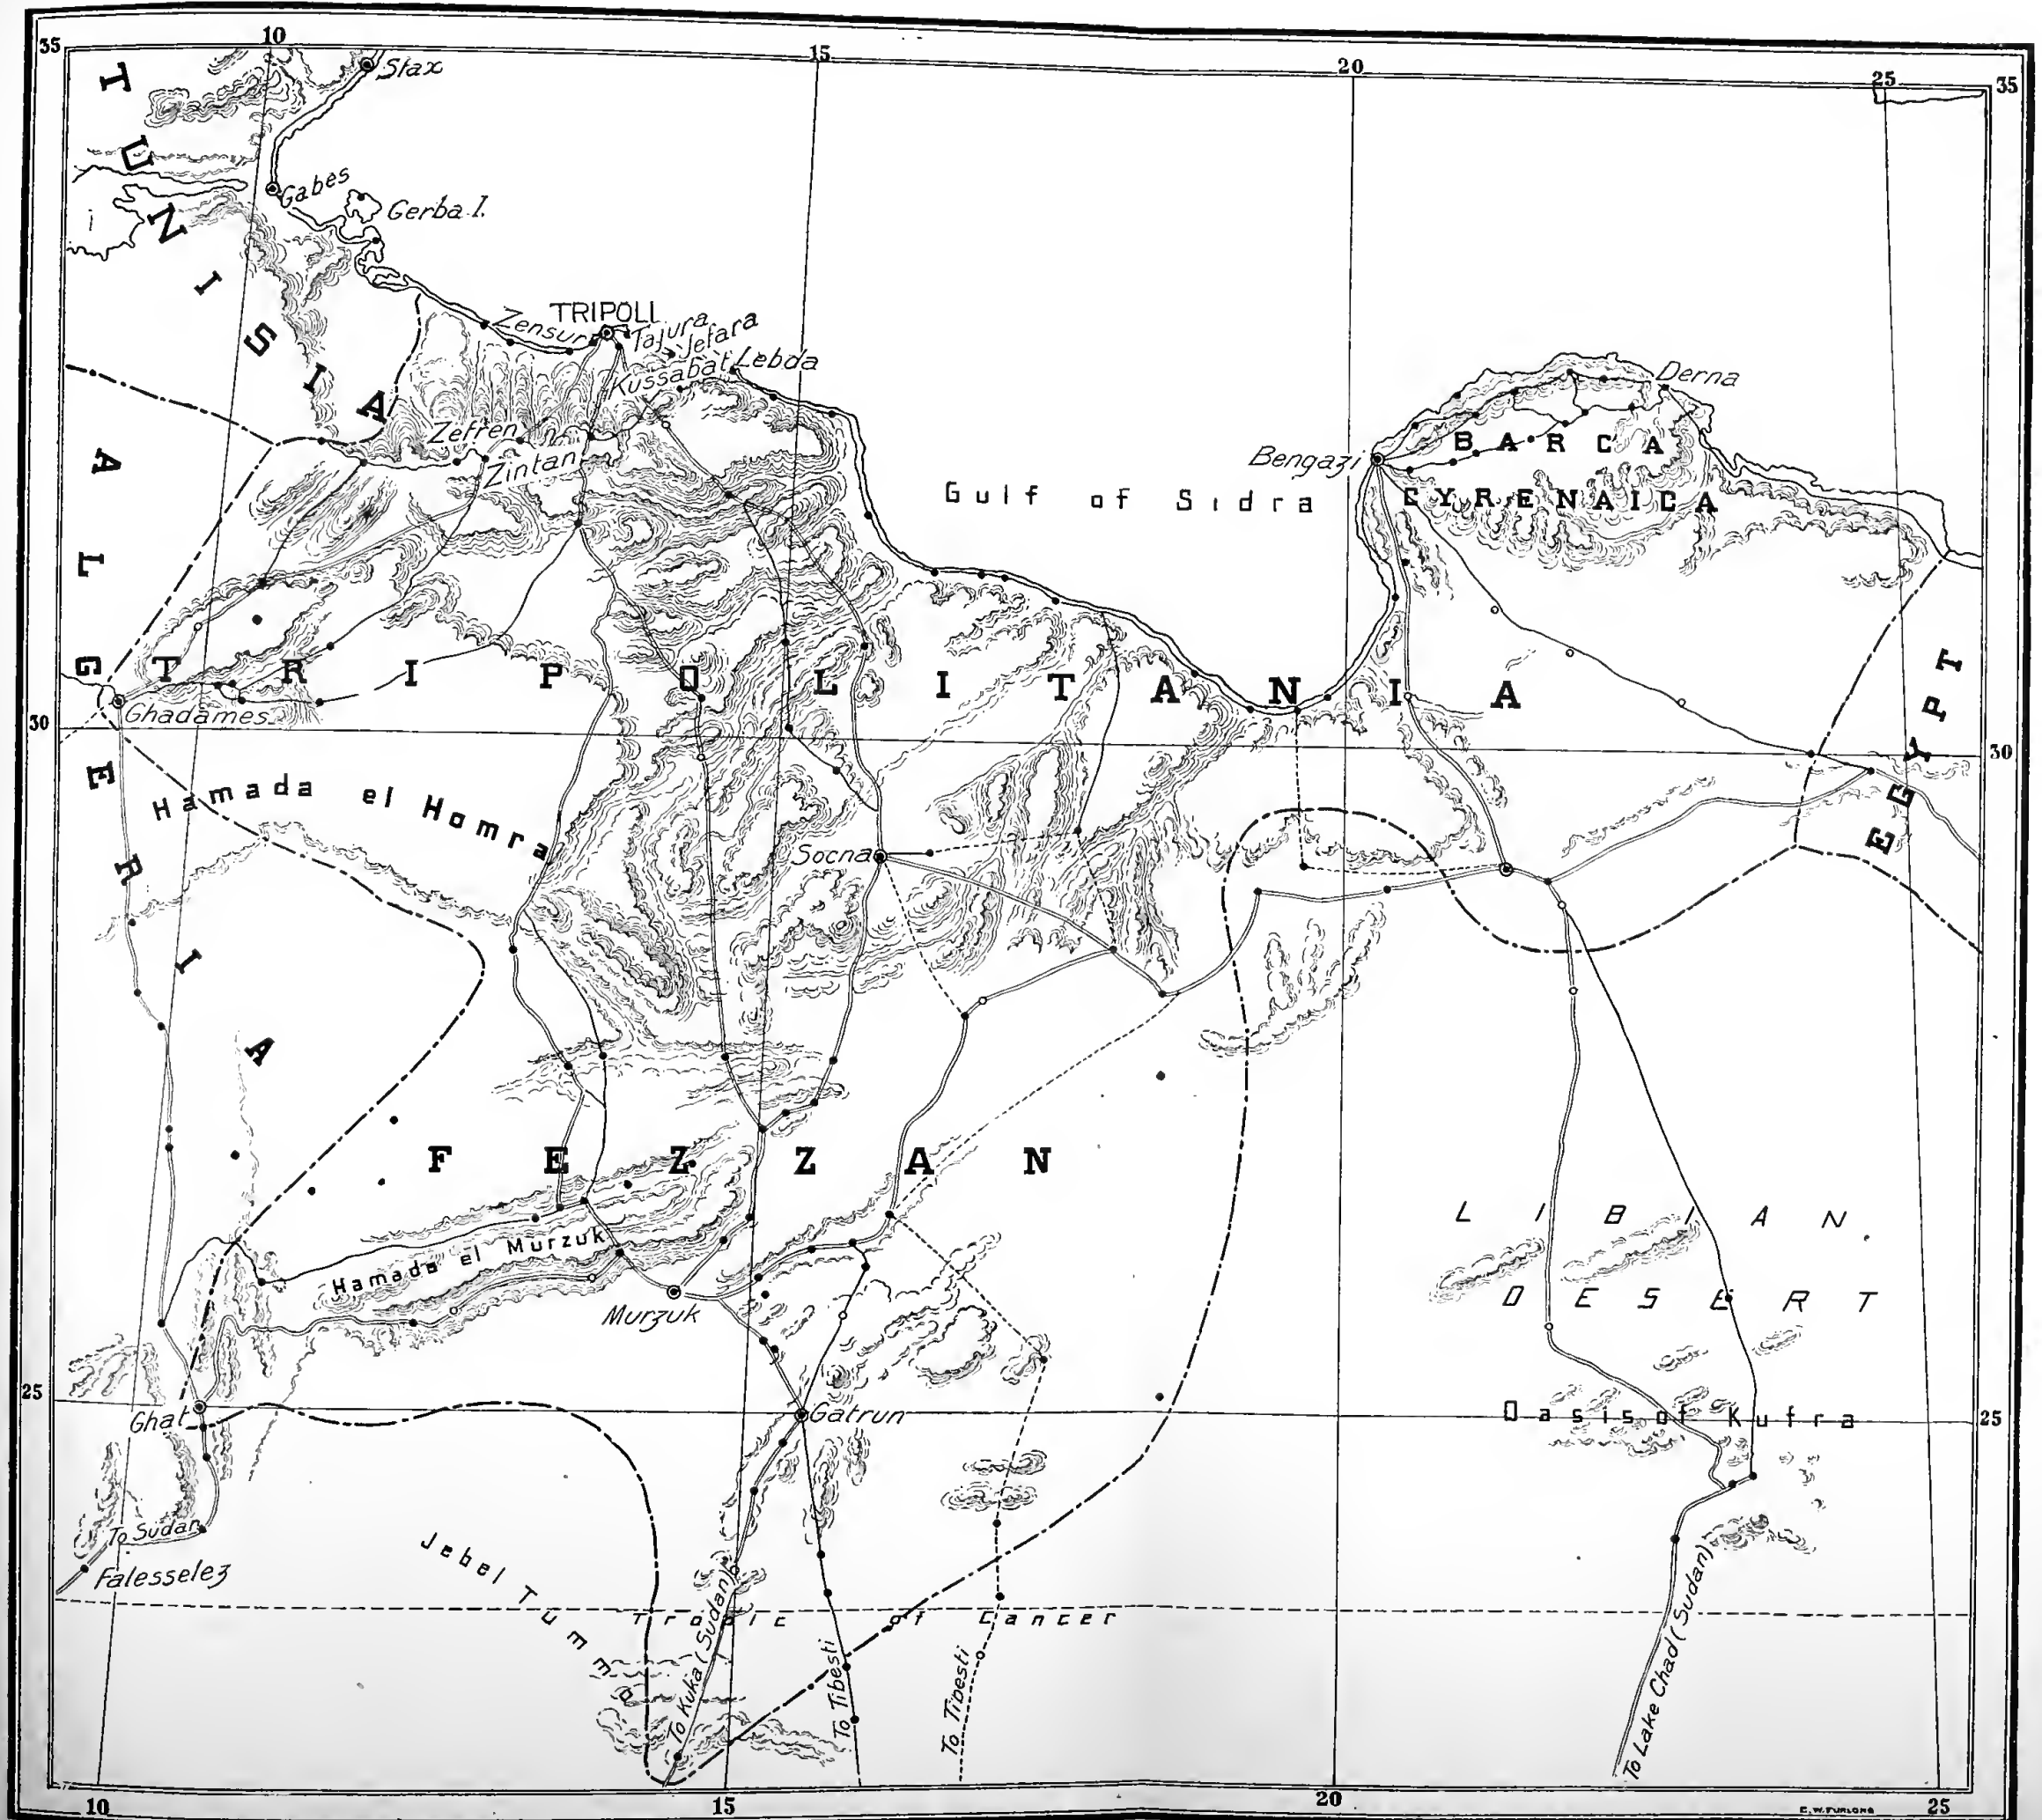 35 10 15 20 25 35
Sfax
TUNISIA
Gabes
Gerba I.
TRIPOLI
Zensur
Tajura
Jefara
Kussabat
Lebda
Derna
Zefren
Zintan
BARCA
Bengazi
CYRENAICA
Gulf of Sidra
ALGERIA
TRIPOLITANIA
EGYPT
Ghadāmes
30 30
Hamada el Homra
Socna
FEZZAN
LIBIAN
DESERT
Hamada el Murzuk
Murzuk
25 25
Ghat
Gatrun
Oasis of Kufra
To Sudan
Falesselez
Jebel Tummo
Tropic of Cancer
To Kuka (Sudan)
To Tibesti
To Tibesti
To Lake Chad (Sudan)
10 15 20 25
C.W. FURLONG